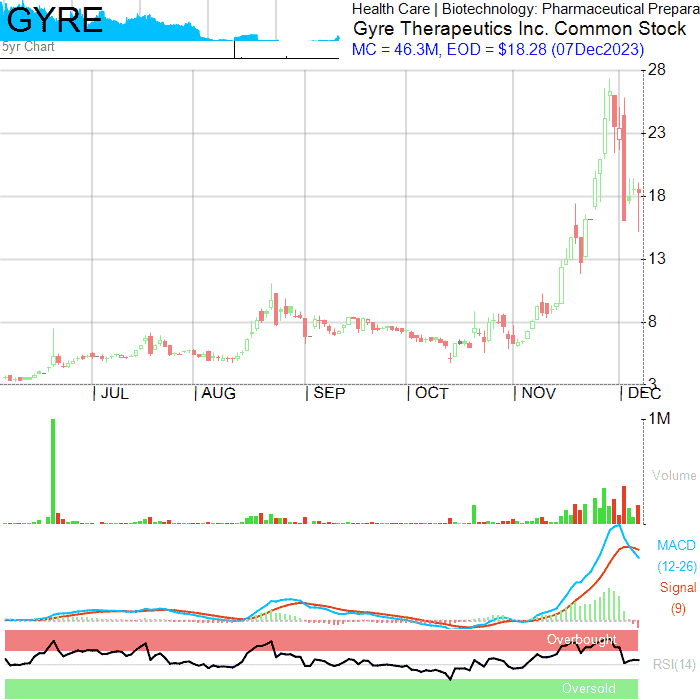 GYRE
5yr Chart
Health Care | Biotechnology: Pharmaceutical Prepara
Gyre Therapeutics Inc. Common Stock
MC = 46.3M, EOD = $18.28 (07Dec2023)
28
23
18
13
8
3
JUL AUG SEP OCT NOV DEC
1M
Volume
MACD
(12-26)
Signal
(9)
Overbought
RSI(14)
Oversold